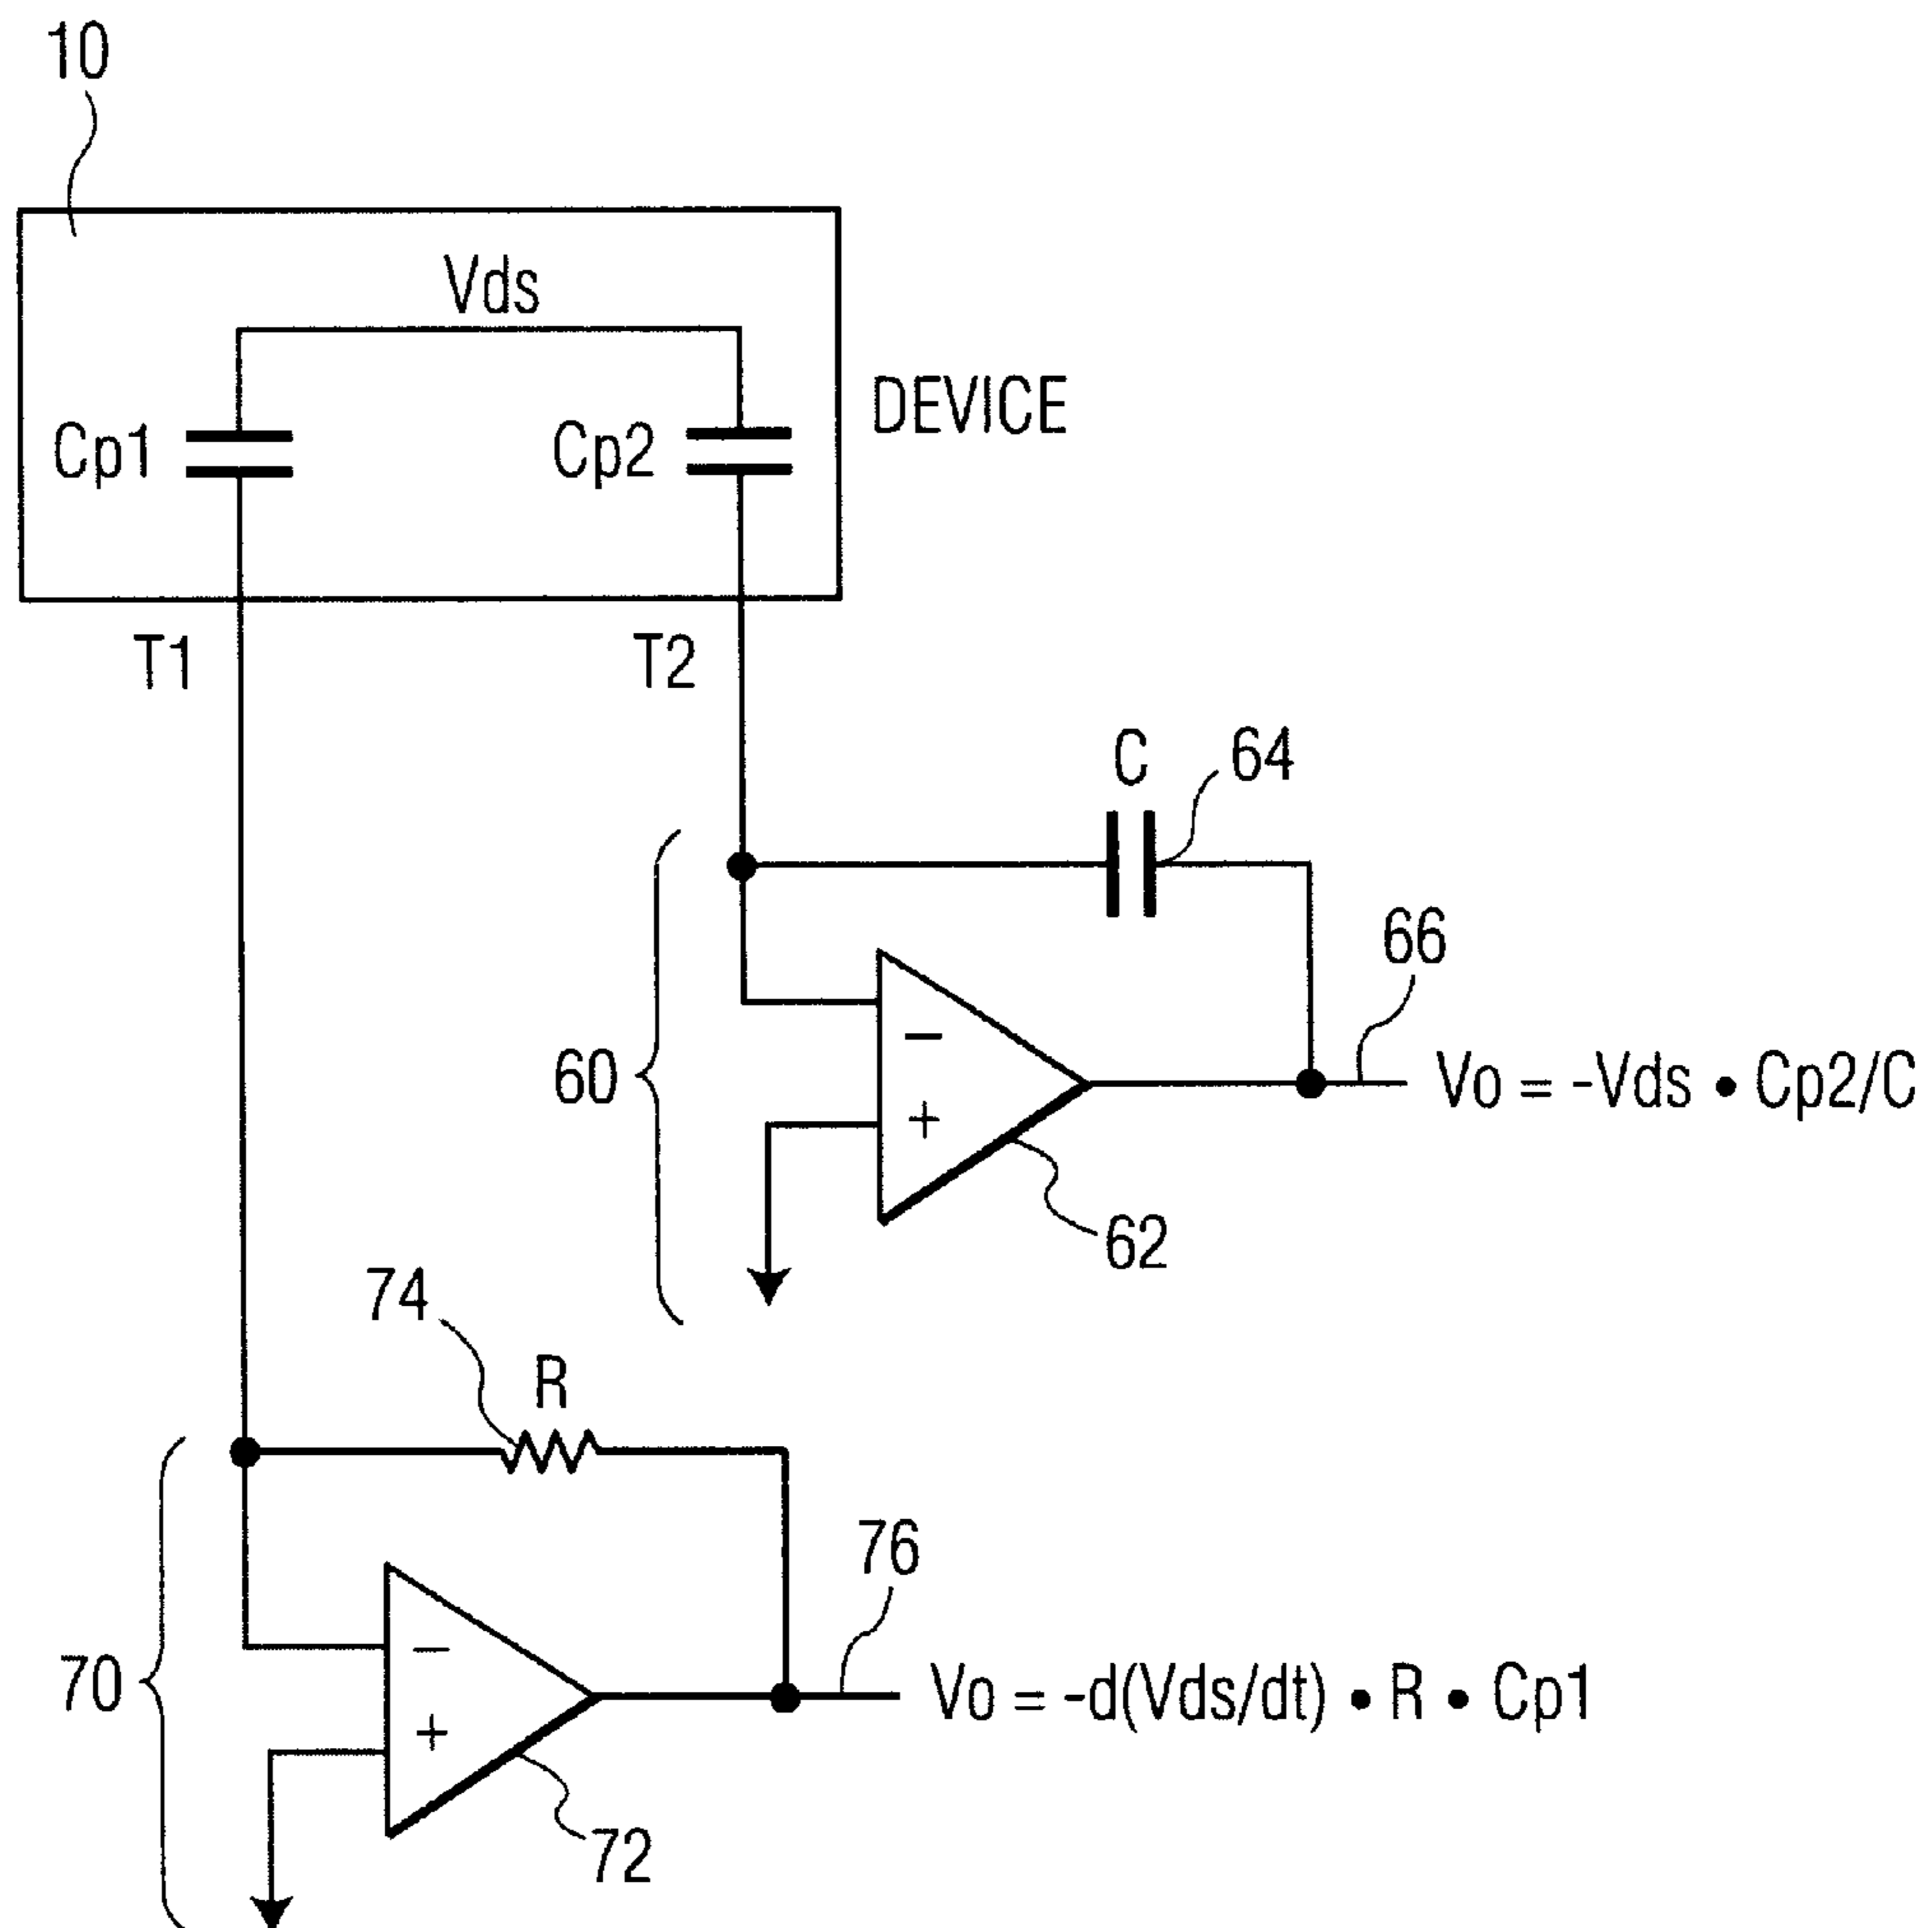 10
Vds
DEVICE
Cp1
Cp2
T1
T2
C
64
66
60
−
+
Vo = -Vds • Cp2/C
62
74
R
76
70
−
+
Vo = -d(Vds/dt) • R • Cp1
72